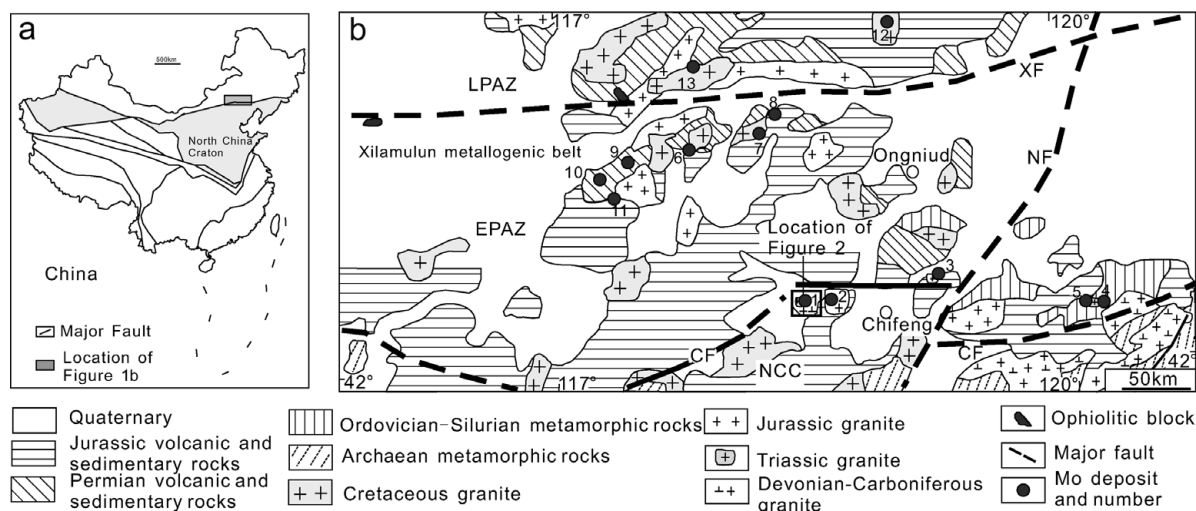 a
500km
North China
Craton
China
Major Fault
Location of
Figure 1b
b
117°
120°
12
13
XF
LPAZ
8
7
Xilamulun metallogenic belt
9
6
10
11
Ongniud
NF
EPAZ
Location of
Figure 2
3
1
2
5
4
Chifeng
CF
NCC
CF
42°
117°
120°
42°
50km
Quaternary
Jurassic volcanic and
sedimentary rocks
Permian volcanic and
sedimentary rocks
Ordovician-Silurian metamorphic rocks
Archaean metamorphic rocks
Cretaceous granite
Jurassic granite
Triassic granite
Devonian-Carboniferous
granite
Ophiolitic block
Major fault
Mo deposit
and number